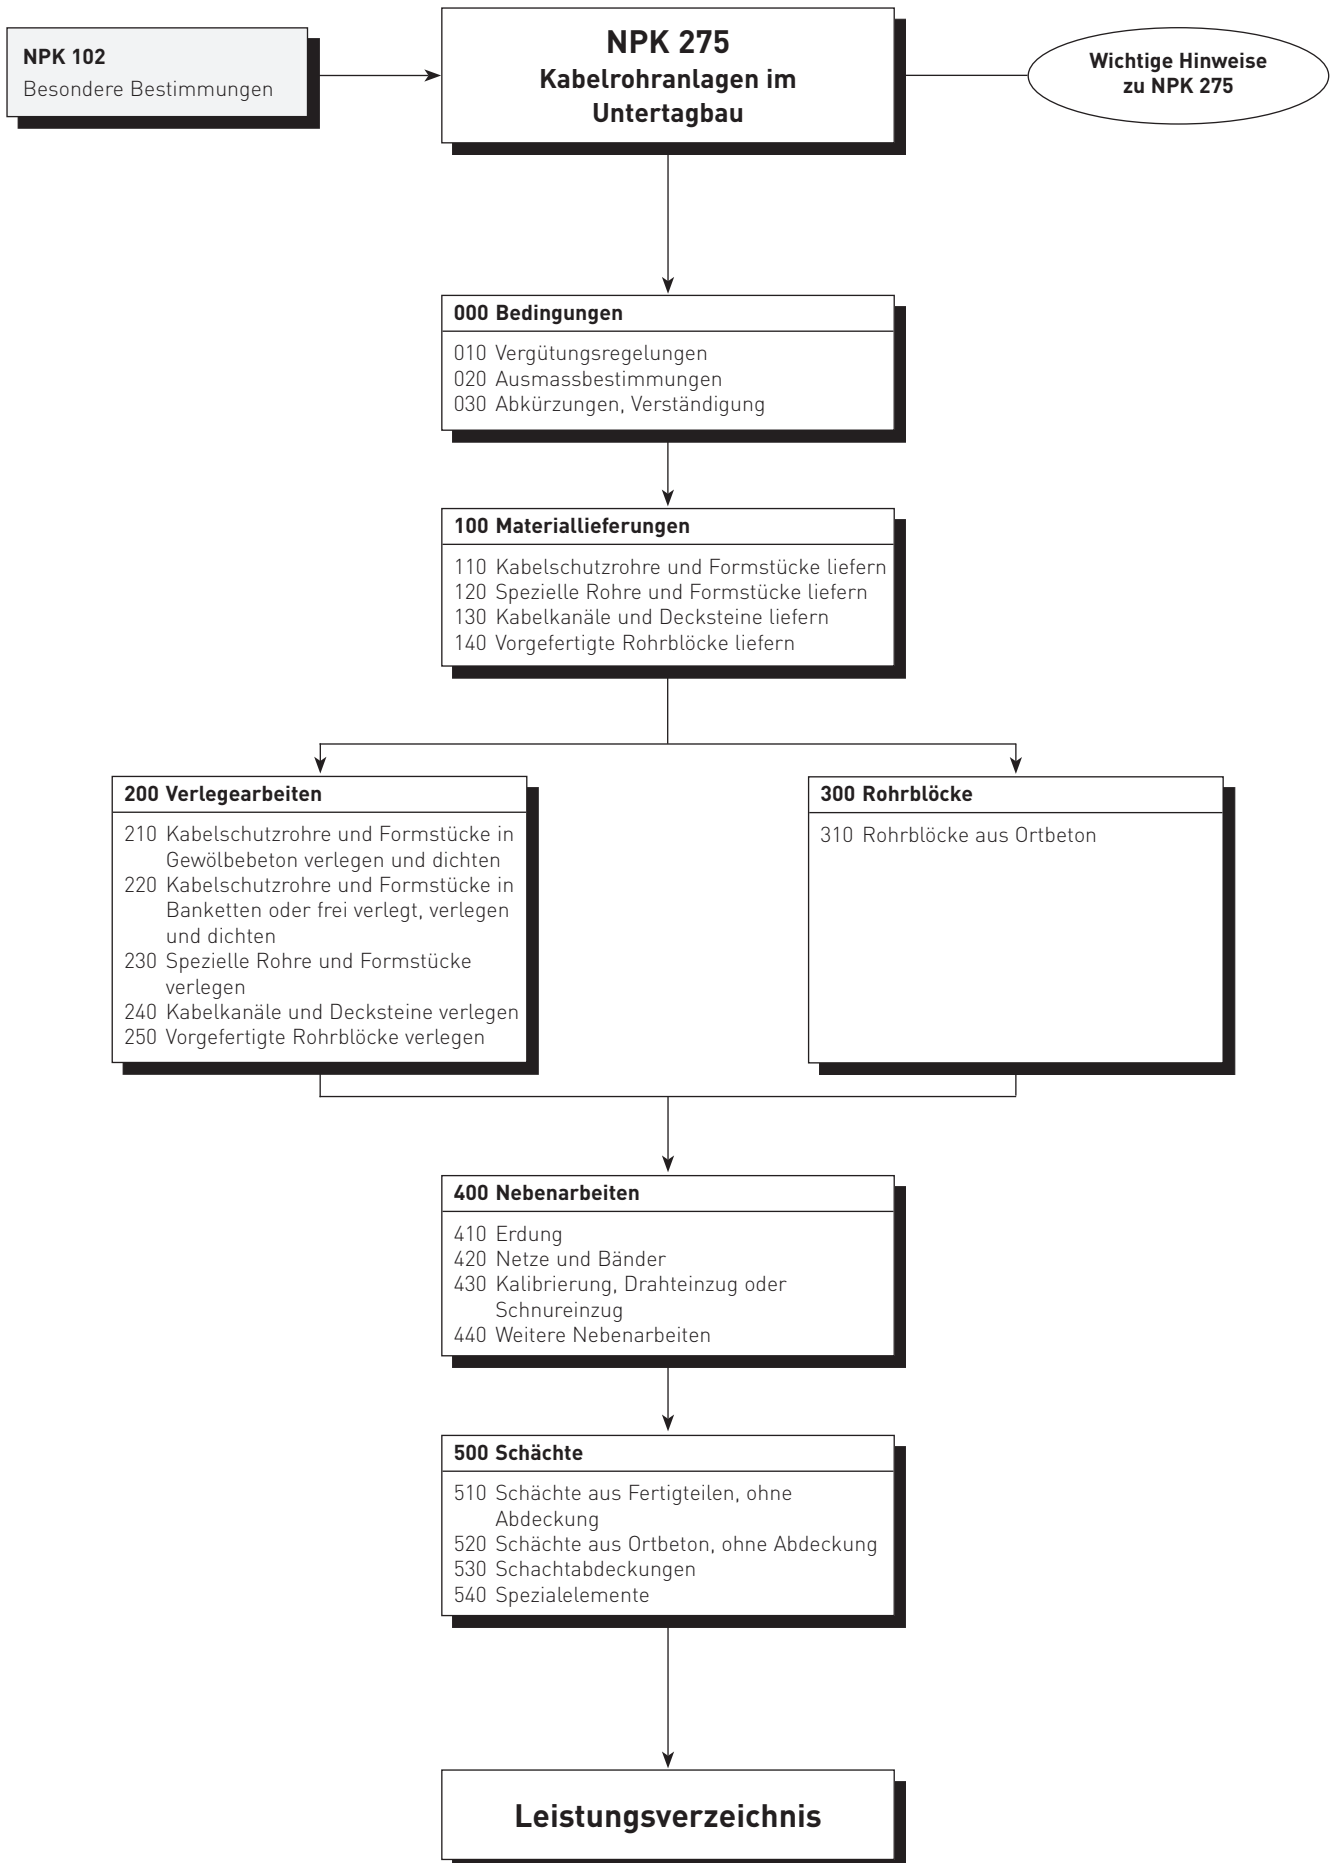 NPK 102
Besondere Bestimmungen
NPK 275
Kabelrohranlagen im
Untertagbau
Wichtige Hinweise
zu NPK 275
000 Bedingungen
010 Vergütungsregelungen
020 Ausmassbestimmungen
030 Abkürzungen, Verständigung
100 Materiallieferungen
110 Kabelschutzrohre und Formstücke liefern
120 Spezielle Rohre und Formstücke liefern
130 Kabelkanäle und Decksteine liefern
140 Vorgefertigte Rohrblöcke liefern
200 Verlegearbeiten
210 Kabelschutzrohre und Formstücke in
Gewölbebeton verlegen und dichten
220 Kabelschutzrohre und Formstücke in
Banketten oder frei verlegt, verlegen
und dichten
230 Spezielle Rohre und Formstücke
verlegen
240 Kabelkanäle und Decksteine verlegen
250 Vorgefertigte Rohrblöcke verlegen
300 Rohrblöcke
310 Rohrblöcke aus Ortbeton
400 Nebenarbeiten
410 Erdung
420 Netze und Bänder
430 Kalibrierung, Drahteinzug oder
Schnureinzug
440 Weitere Nebenarbeiten
500 Schächte
510 Schächte aus Fertigteilen, ohne
Abdeckung
520 Schächte aus Ortbeton, ohne Abdeckung
530 Schachtabdeckungen
540 Spezialelemente
Leistungsverzeichnis